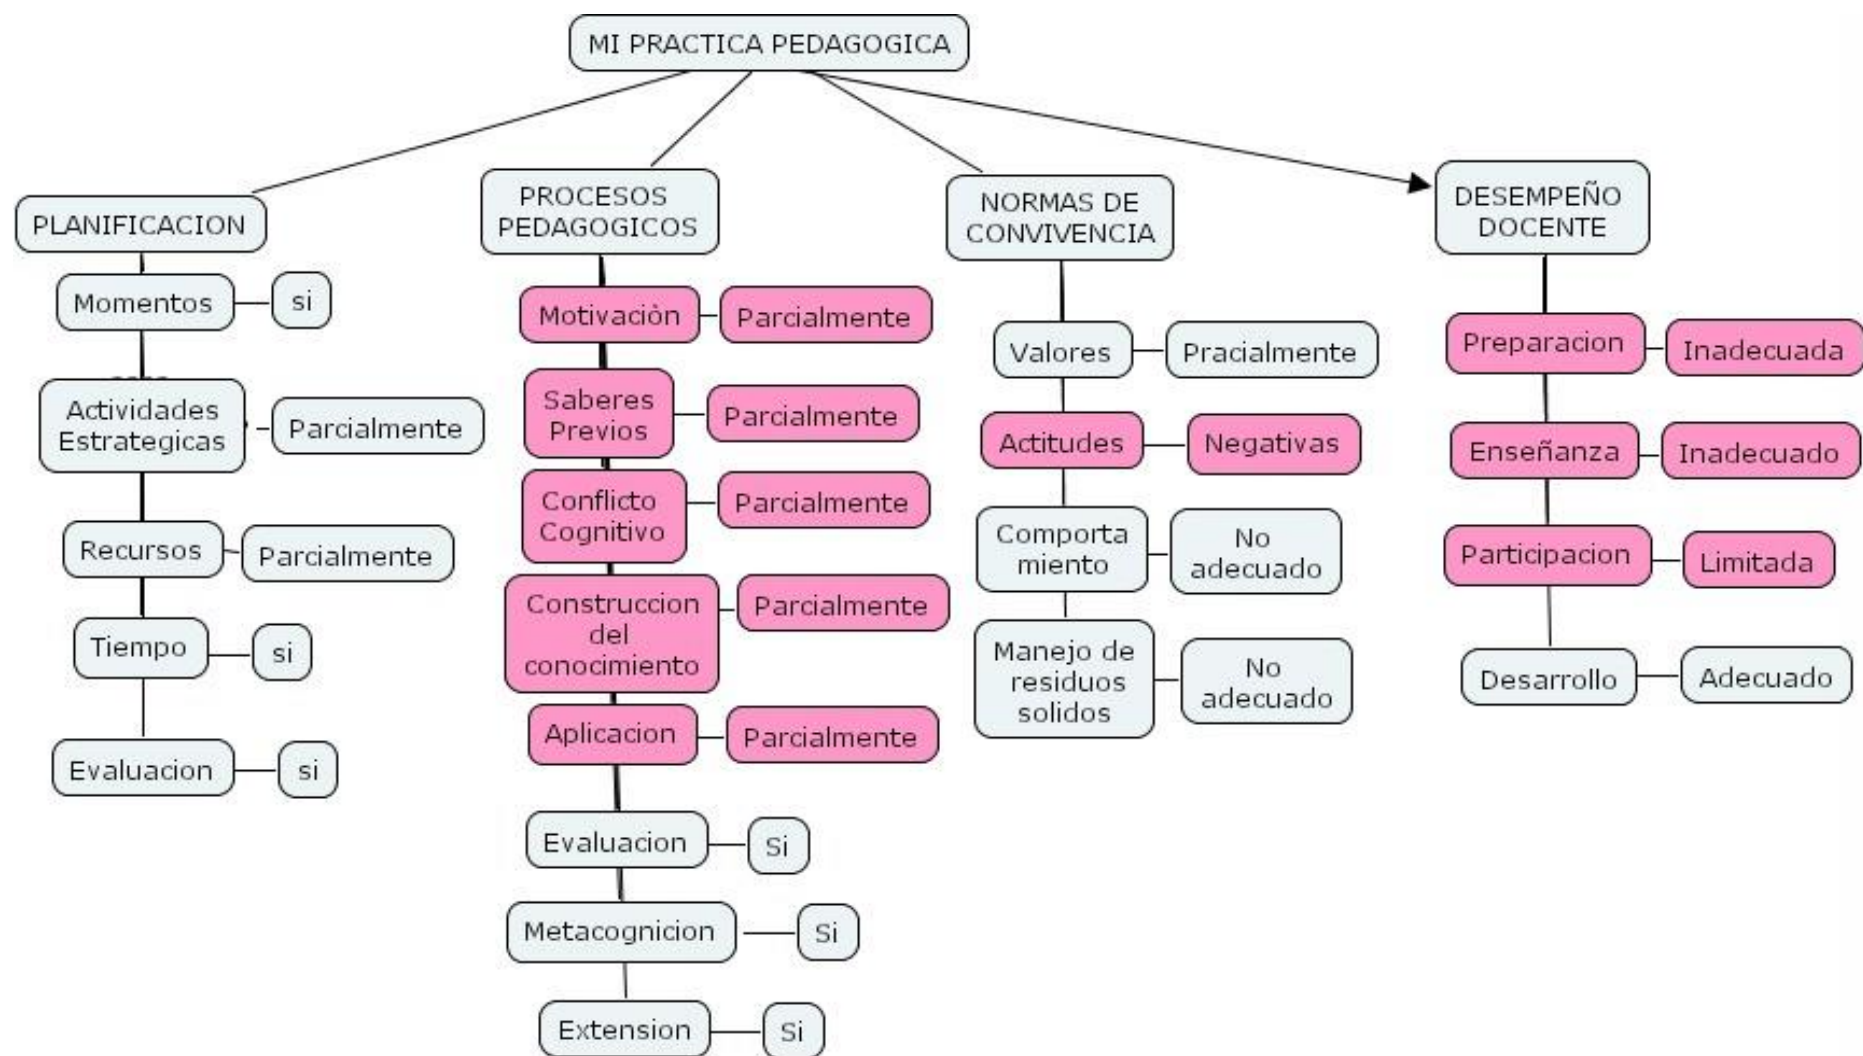 MI PRACTICA PEDAGOGICA
PLANIFICACION
Momentos
si
Actividades
Estrategicas
Parcialmente
Recursos
Parcialmente
Tiempo
si
Evaluacion
si
PROCESOS
PEDAGOGICOS
Motivaciòn
Parcialmente
Saberes
Previos
Parcialmente
Conflicto
Cognitivo
Parcialmente
Construccion
del
conocimiento
Parcialmente
Aplicacion
Parcialmente
Evaluacion
Si
Metacognicion
Si
Extension
Si
NORMAS DE
CONVIVENCIA
Valores
Pracialmente
Actitudes
Negativas
Comporta
miento
No
adecuado
Manejo de
residuos
solidos
No
adecuado
DESEMPEÑO
DOCENTE
Preparacion
Inadecuada
Enseñanza
Inadecuado
Participacion
Limitada
Desarrollo
Adecuado